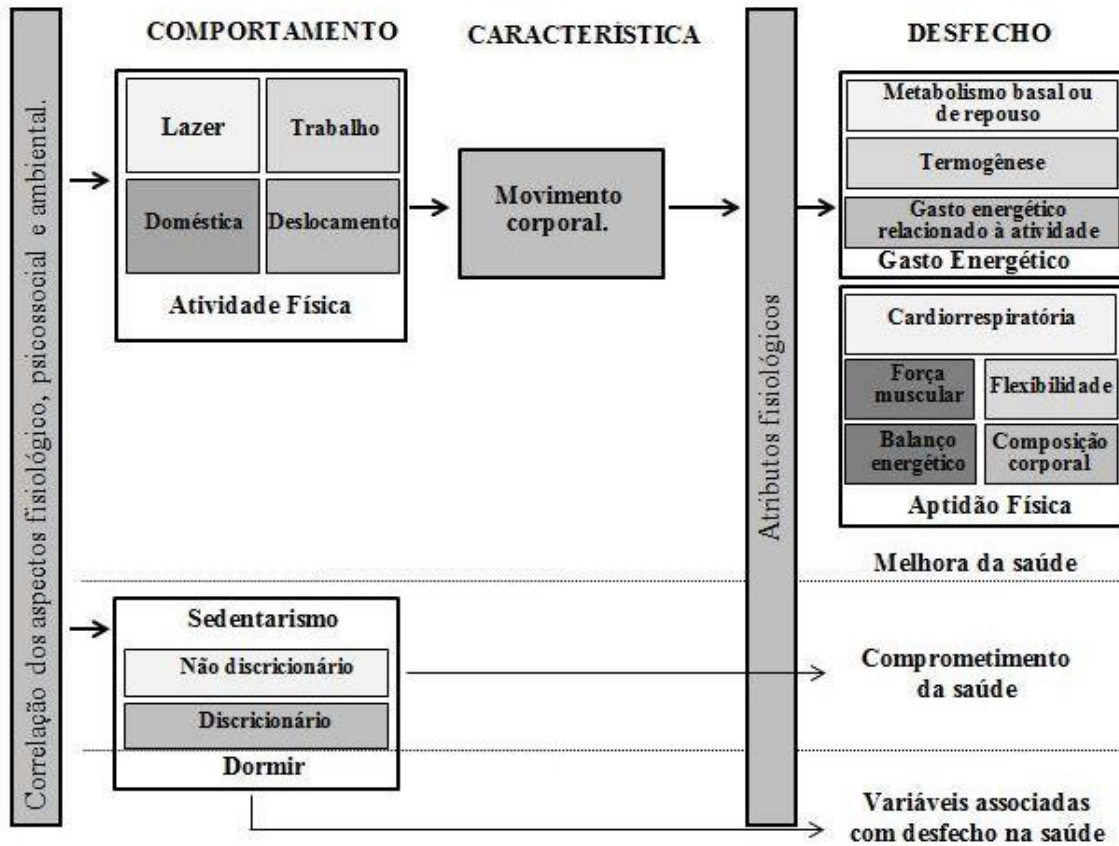 Correlação dos aspectos fisiológico, psicossocial e ambiental.
COMPORTAMENTO
Lazer
Trabalho
Doméstica
Deslocamento
Atividade Física
CARACTERÍSTICA
Movimento
corporal.
Atributos fisiológicos
DESFECHO
Metabolismo basal ou
de repouso
Termogênese
Gasto energético
relacionado à atividade
Gasto Energético
Cardiorrespiratória
Força
muscular
Flexibilidade
Balanço
energético
Composição
corporal
Aptidão Física
Melhora da saúde
Sedentarismo
Não discricionário
Discricionário
Dormir
Comprometimento
da saúde
Variáveis associadas
com desfecho na saúde